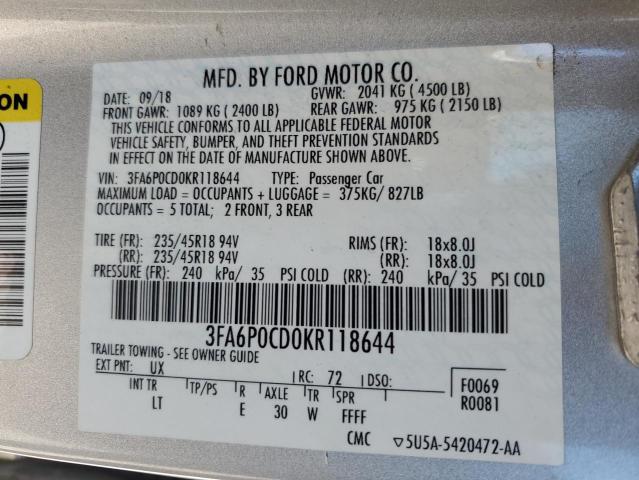 ION
MFD. BY FORD MOTOR CO.
DATE: 09/18 GVWR: 2041 KG ( 4500 LB)
FRONT GAWR: 1089 KG ( 2400 LB) REAR GAWR: 975 KG ( 2150 LB)
THIS VEHICLE CONFORMS TO ALL APPLICABLE FEDERAL MOTOR
VEHICLE SAFETY, BUMPER, AND THEFT PREVENTION STANDARDS
IN EFFECT ON THE DATE OF MANUFACTURE SHOWN ABOVE.
VIN: 3FA6P0CD0KR118644 TYPE: Passenger Car
MAXIMUM LOAD = OCCUPANTS + LUGGAGE = 375KG/ 827LB
OCCUPANTS = 5 TOTAL; 2 FRONT, 3 REAR
TIRE (FR): 235/45R18 94V RIMS (FR): 18x8.0J
(RR): 235/45R18 94V (RR): 18x8.0J
PRESSURE (FR): 240 kPa/ 35 PSI COLD (RR): 240 kPa/ 35 PSI COLD
3FA6P0CD0KR118644
TRAILER TOWING - SEE OWNER GUIDE
EXT PNT: UX RC: 72 DSO:
INT TR TP/PS R AXLE TR SPR F0069
LT E 30 W FFFF R0081
CMC ▽5U5A-5420472-AA